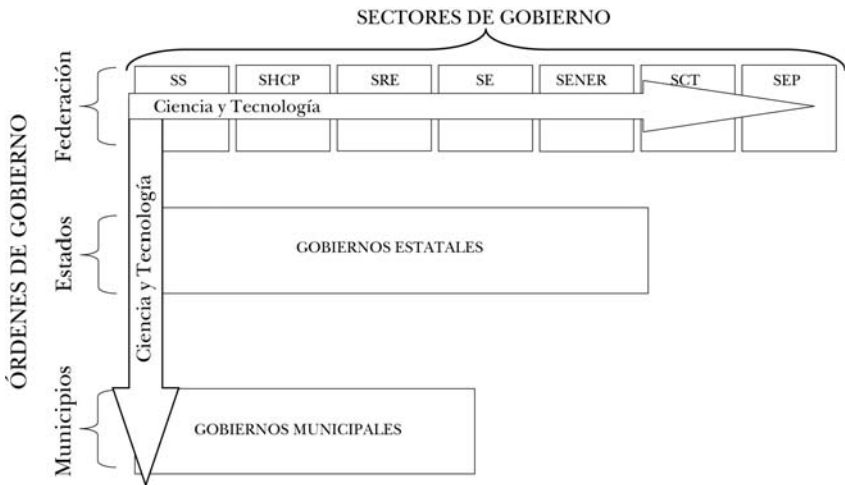 SECTORES DE GOBIERNO
SS SHCP SRE SE SENER SCT SEP
Ciencia y Tecnología
Federación
ÓRDENES DE GOBIERNO
Ciencia y Tecnología
Estados
GOBIERNOS ESTATALES
Municipios
GOBIERNOS MUNICIPALES